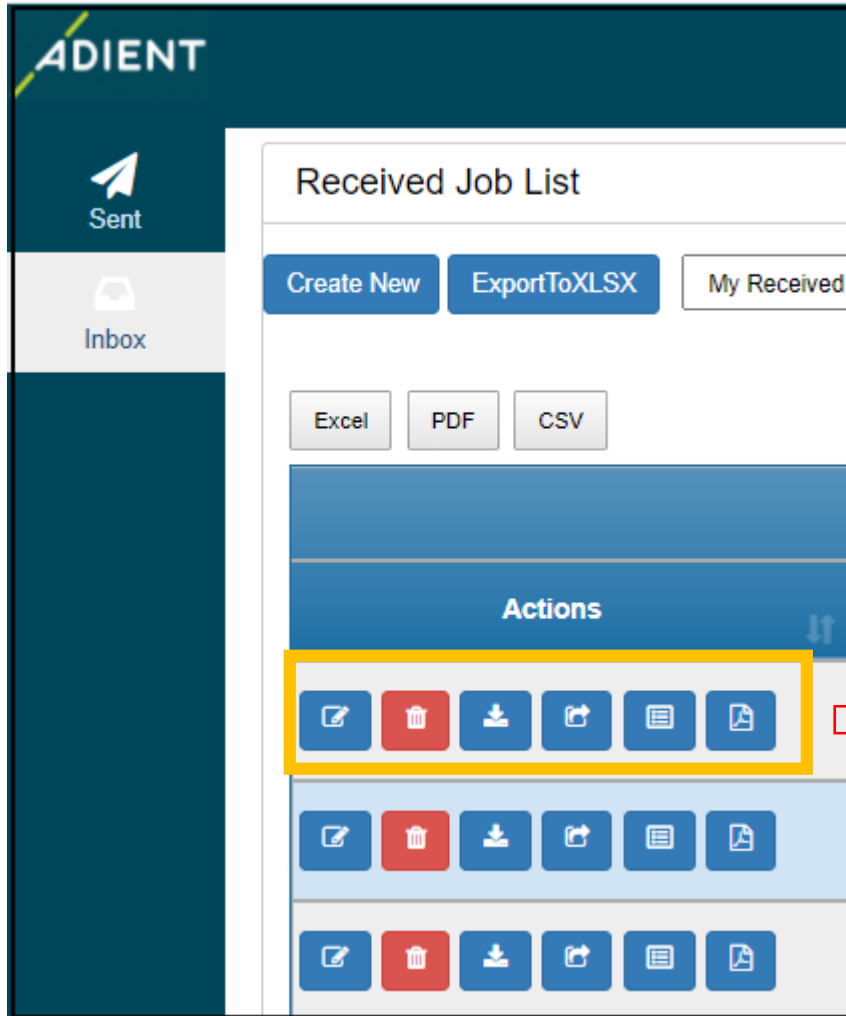 ADIENT
Sent
Inbox
Received Job List
Create New ExportToXLSX My Received
Excel PDF CSV
Actions